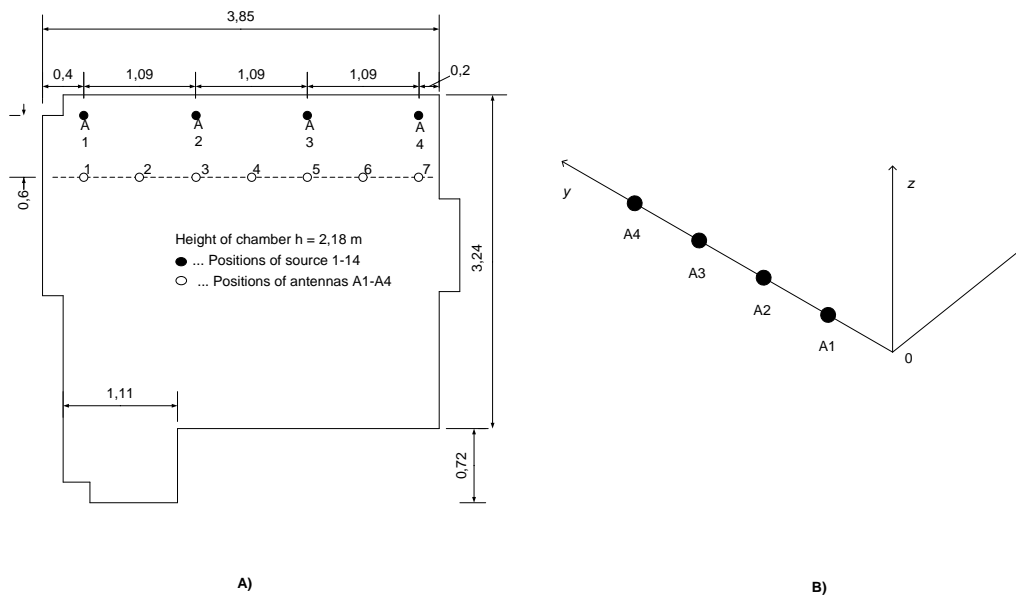 3,85
0,4
1,09
1,09
1,09
0,2
A
1
A
2
A
3
A
4
1
2
3
4
5
6
7
0,6
Height of chamber h = 2,18 m
... Positions of source 1-14
... Positions of antennas A1-A4
3,24
1,11
0,72
A)
y
z
A4
A3
A2
A1
0
B)